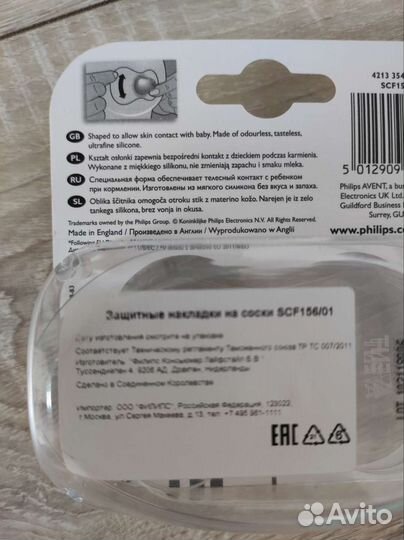 4213 354
SCF15
GB Shaped to allow skin contact with baby. Made of odourless, tasteless,
ultrafine silicone.
PL Kształt osłonki zapewnia bezpośredni kontakt z dzieckiem podczas karmienia.
Wykonane z miękkiego silikonu, nie zmieniają zapachu i smaku mleka.
RU Специальная форма обеспечивает телесный контакт с ребенком
при кормлении. Изготовлены из мягкого силикона без вкуса и запаха.
SL Oblika ščitnika omogoča otroku stik z materino kožo. Narejen je iz zelo
tankega silikona, brez vonja in okusa.
5 012909
Philips AVENT, a bu
Electronics UK Ltd.
Guildford Business
Surrey, GU
www.philips.co
Trademarks owned by the Philips Group. © Koninklijke Philips Electronics N.V. All Rights Reserved.
Made in England / Произведено в Англии / Wyprodukowano w Anglii
Защитные накладки на соски SCF156/01
Дату изготовления смотрите на упаковке
Соответствует Техническому регламенту Таможенного союза ТР ТС 007/2011
Изготовитель: "Филипс Консьюмер Лайфстайл Б.В."
Туссендиепен 4, 9206 АД, Драхтен, Нидерланды
Сделано в Соединенном Королевстве
Импортер: ООО "ФИЛИПС", Российская Федерация, 123022,
г.Москва, ул.Сергея Макеева, д.13, тел. +7 495 961-1111
EAC
Avito